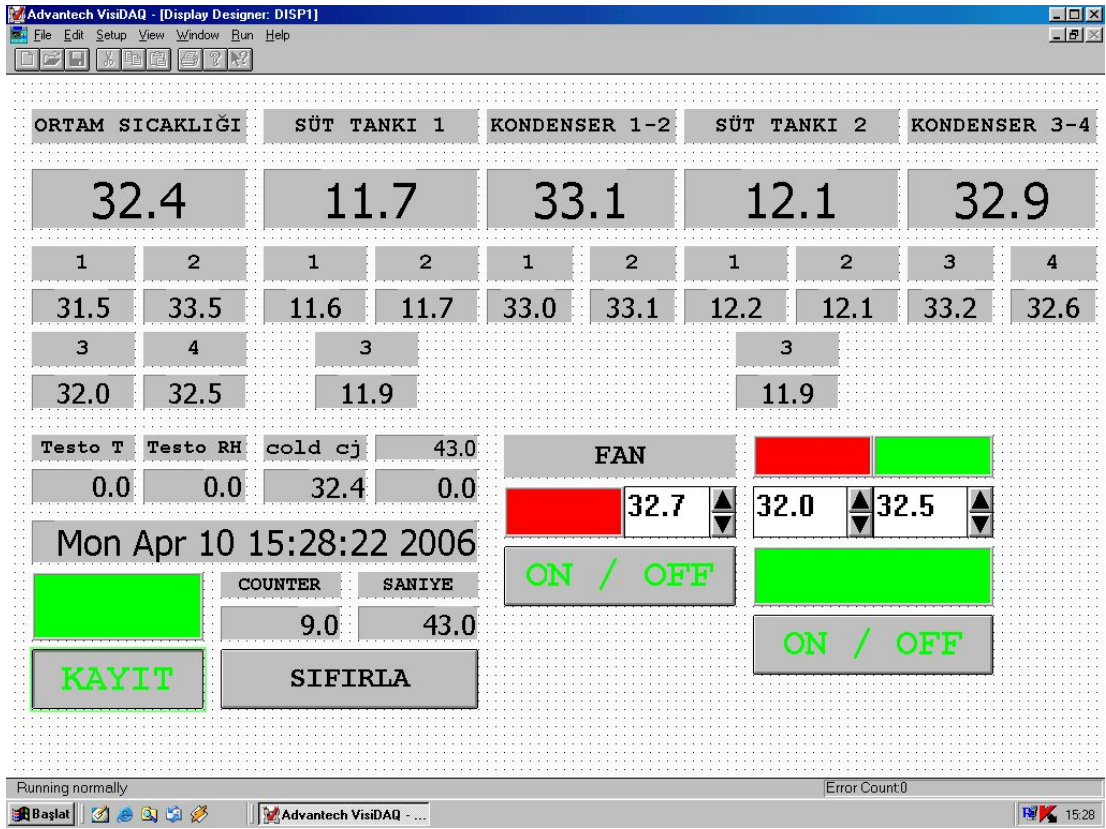 Advantech VisiDAQ - [Display Designer: DISP1]
File Edit Setup View Window Run Help
ORTAM SICAKLIĞI SÜT TANKI 1 KONDENSER 1-2 SÜT TANKI 2 KONDENSER 3-4
32.4 11.7 33.1 12.1 32.9
1 2 1 2 1 2 1 2 3 4
31.5 33.5 11.6 11.7 33.0 33.1 12.2 12.1 33.2 32.6
3 4 3 3
32.0 32.5 11.9 11.9
Testo T Testo RH cold cj 43.0 FAN
0.0 0.0 32.4 0.0 32.7 32.0 32.5
Mon Apr 10 15:28:22 2006
ON / OFF
COUNTER SANIYE
9.0 43.0
ON / OFF
KAYIT SIFIRLA
Running normally Error Count:0
Başlat Advantech VisiDAQ - ... 15:28